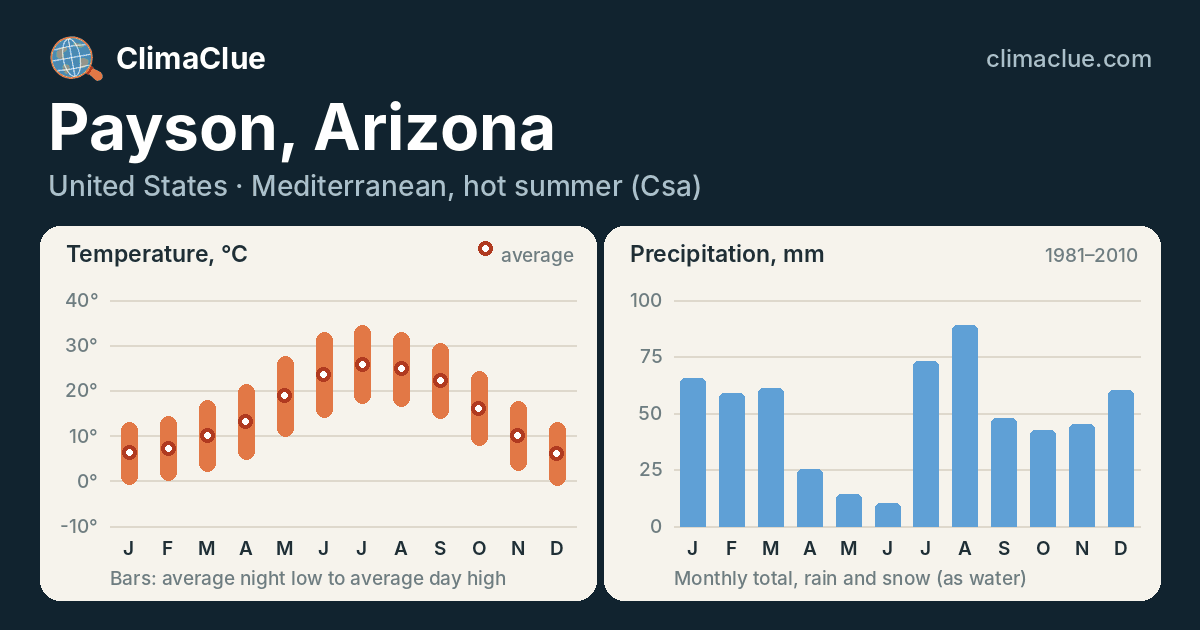 ClimaClue
climaclue.com
Payson, Arizona
United States · Mediterranean, hot summer (Csa)
Temperature, °C
average
40°
30°
20°
10°
0°
-10°
J F M A M J J A S O N D
Bars: average night low to average day high
Precipitation, mm
1981–2010
100
75
50
25
0
J F M A M J J A S O N D
Monthly total, rain and snow (as water)